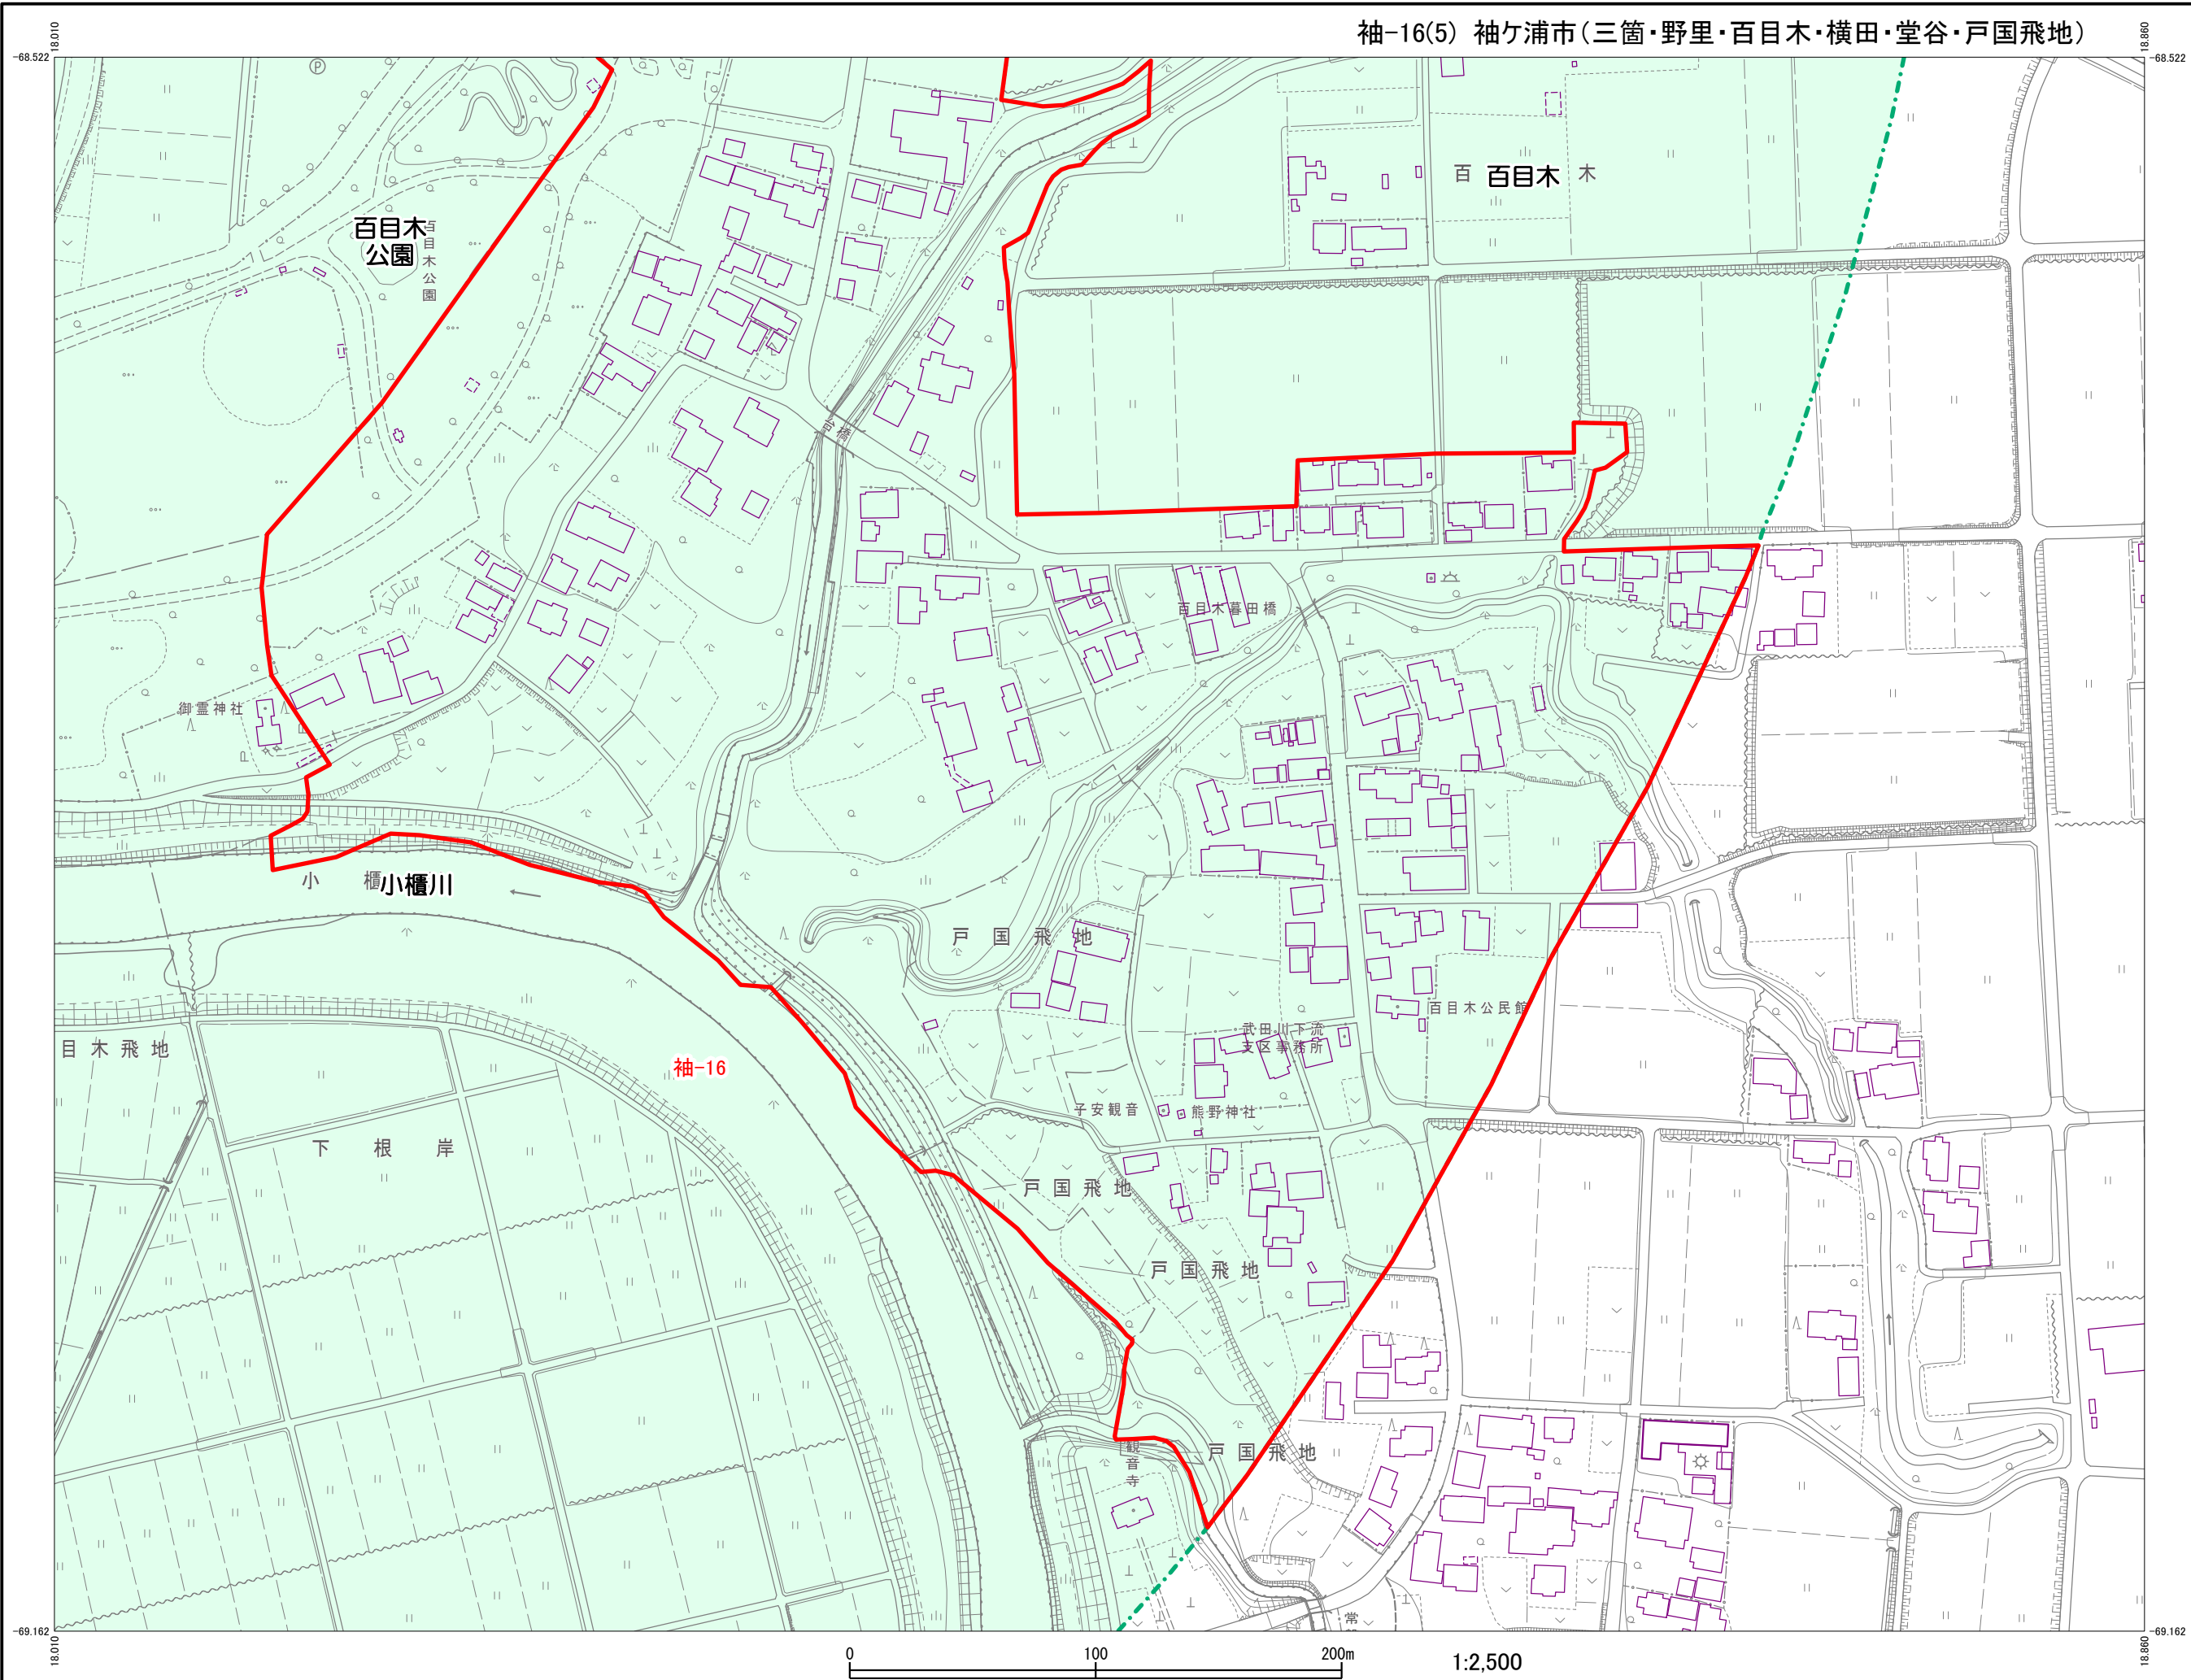 袖-16(5) 袖ケ浦市(三箇・野里・百目木・横田・堂谷・戸国飛地)
18.010
18.860
-68.522
-68.522
百 百目木 木
百目木
公園
百目木公園
台橋
百目木暮田橋
御霊神社
小 櫃
小櫃川
戸 国 飛 地
百目木公民館
武田川下流
支区事務所
目 木 飛 地
袖-16
子安観音
熊野神社
下 根 岸
戸 国 飛 地
戸 国 飛 地
戸 国 飛 地
観音寺
常
-69.162
-69.162
18.010
18.860
0 100 200m
1:2,500